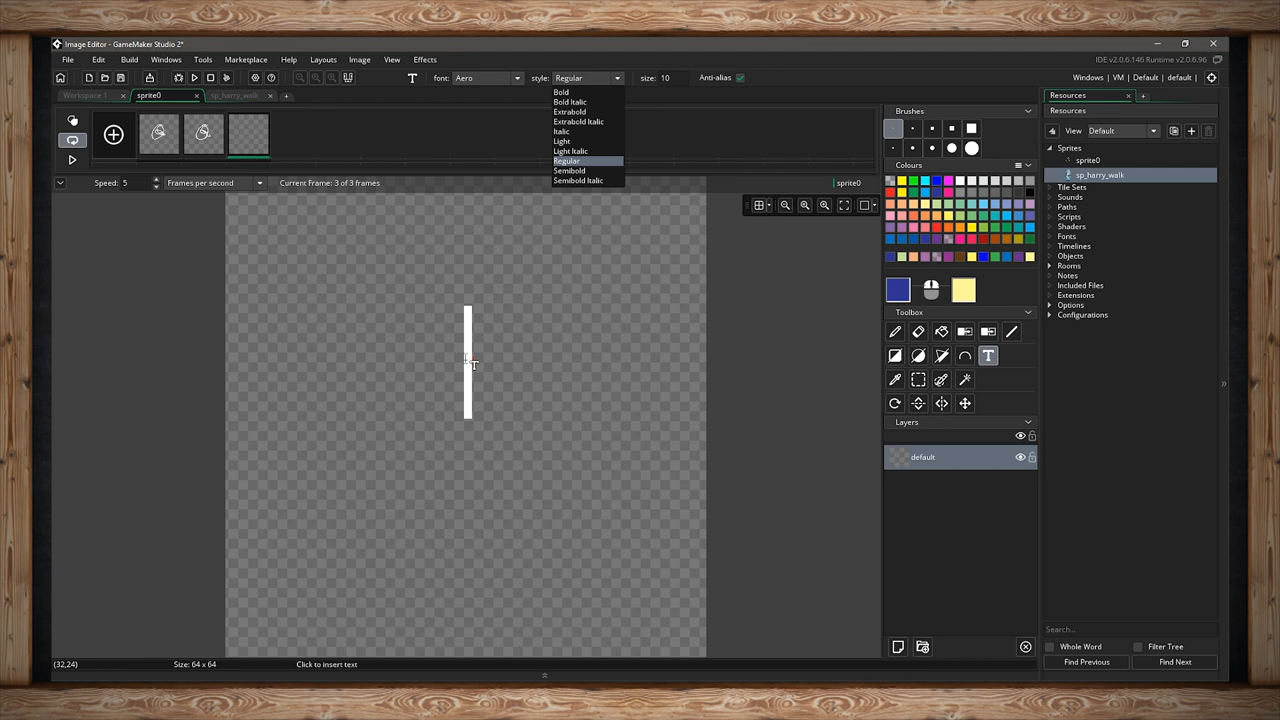 Image Editor - GameMaker Studio 2*
File Edit Build Windows Tools Marketplace Help Layouts Image View Effects
IDE v2.0.6.146 Runtime v2.0.6.96
T font: Aero style: Regular size: 10 Anti-alias
Windows | VM | Default | default |
Workspace 1 sprite0 sp_harry_walk
Bold
Bold Italic
Extrabold
Extrabold Italic
Italic
Light
Light Italic
Regular
Semibold
Semibold Italic
Speed: 5 Frames per second Current Frame: 3 of 3 frames sprite0
Brushes
Colours
Toolbox
T
Layers
default
Resources
Resources
View Default
Sprites
sprite0
sp_harry_walk
Tile Sets
Sounds
Paths
Scripts
Shaders
Fonts
Timelines
Objects
Rooms
Notes
Included Files
Extensions
Options
Configurations
Search...
Whole Word Filter Tree
Find Previous Find Next
(32,24) Size: 64 x 64 Click to insert text